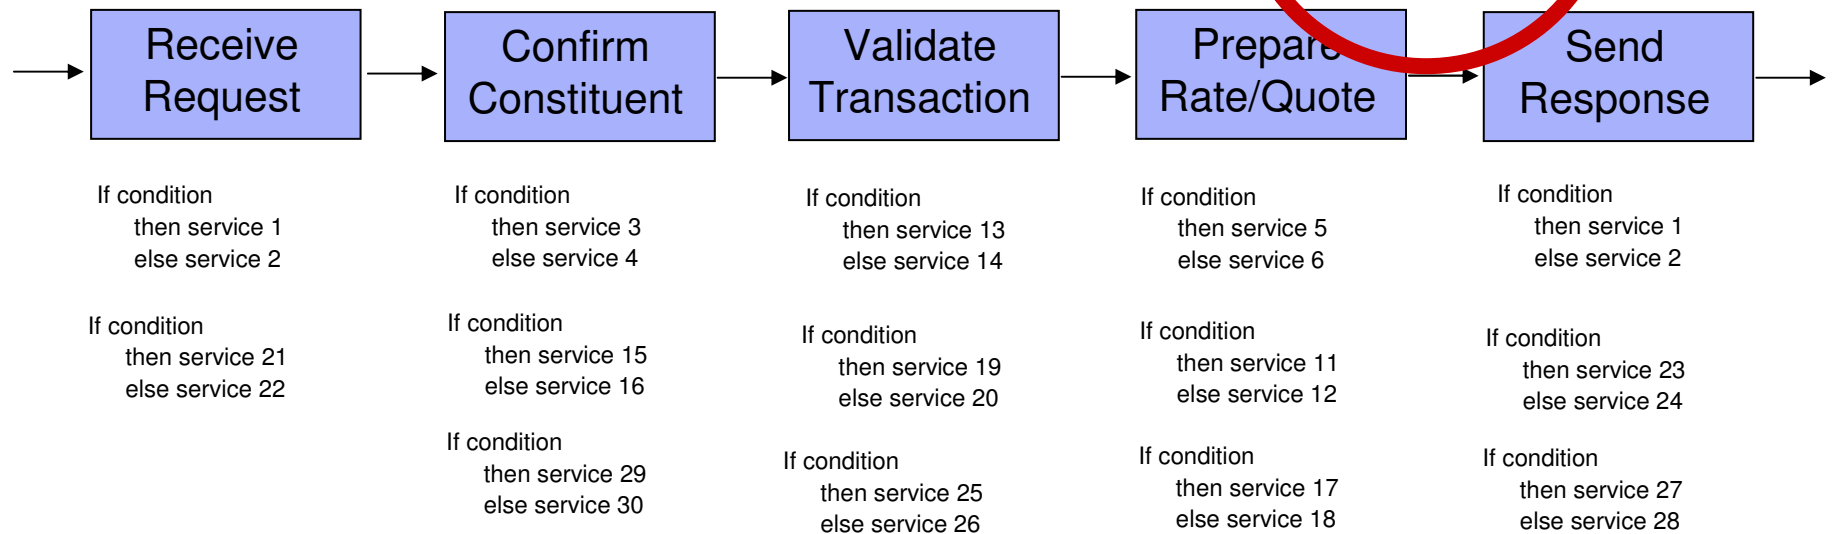 Receive
Request
Confirm
Constituent
Validate
Transaction
Prepare
Rate/Quote
Send
Response
If condition
then service 1
else service 2
If condition
then service 21
else service 22
If condition
then service 3
else service 4
If condition
then service 15
else service 16
If condition
then service 29
else service 30
If condition
then service 13
else service 14
If condition
then service 19
else service 20
If condition
then service 25
else service 26
If condition
then service 5
else service 6
If condition
then service 11
else service 12
If condition
then service 17
else service 18
If condition
then service 1
else service 2
If condition
then service 23
else service 24
If condition
then service 27
else service 28